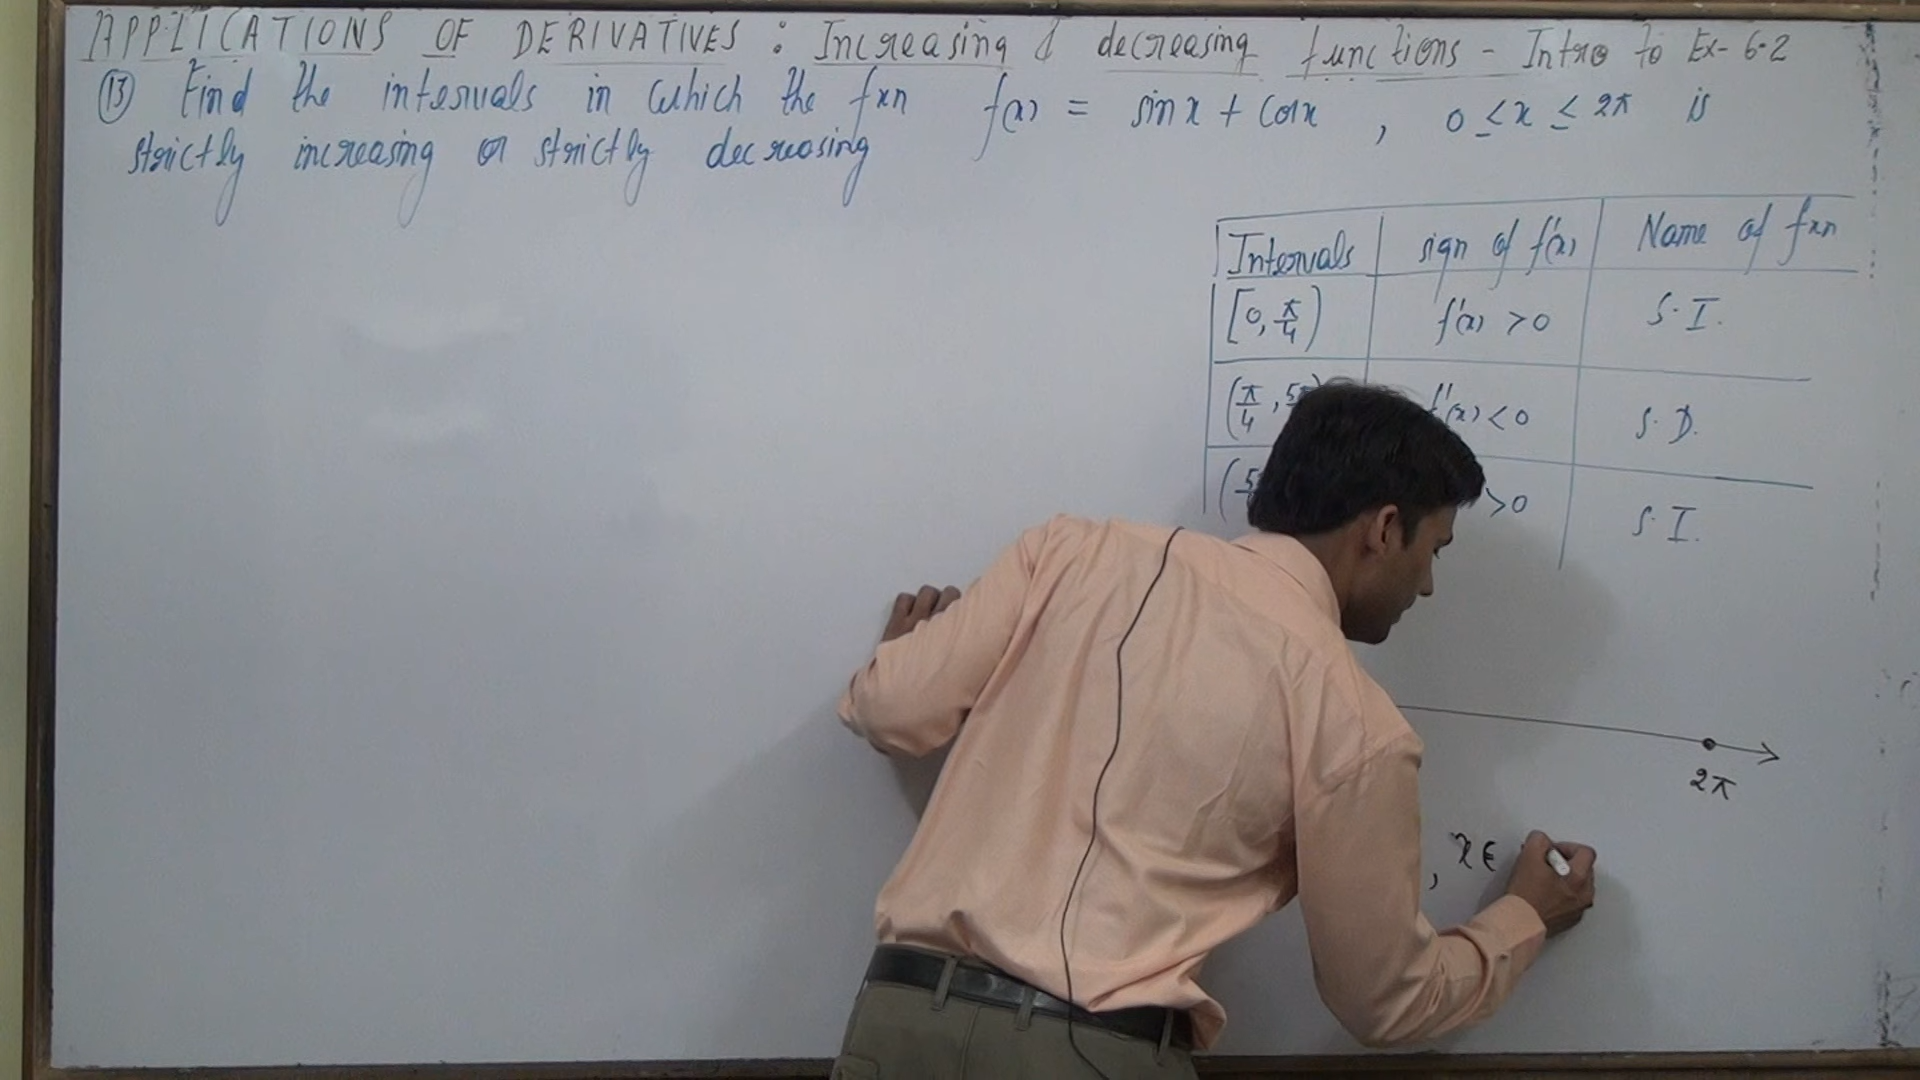 APPLICATIONS OF DERIVATIVES : Increasing & decreasing functions - Intro to Ex- 6.2
(13) Find the intervals in which the fxn f(x) = sin x + cos x , 0 ≤ x ≤ 2π is
strictly increasing or strictly decreasing
Intervals sign of f'(x) Name of fxn
[0, π/4) f'(x) > 0 S.I.
(π/4, 5 f'(x) < 0 S.D.
(5 > 0 S.I.
2π
, x ∈